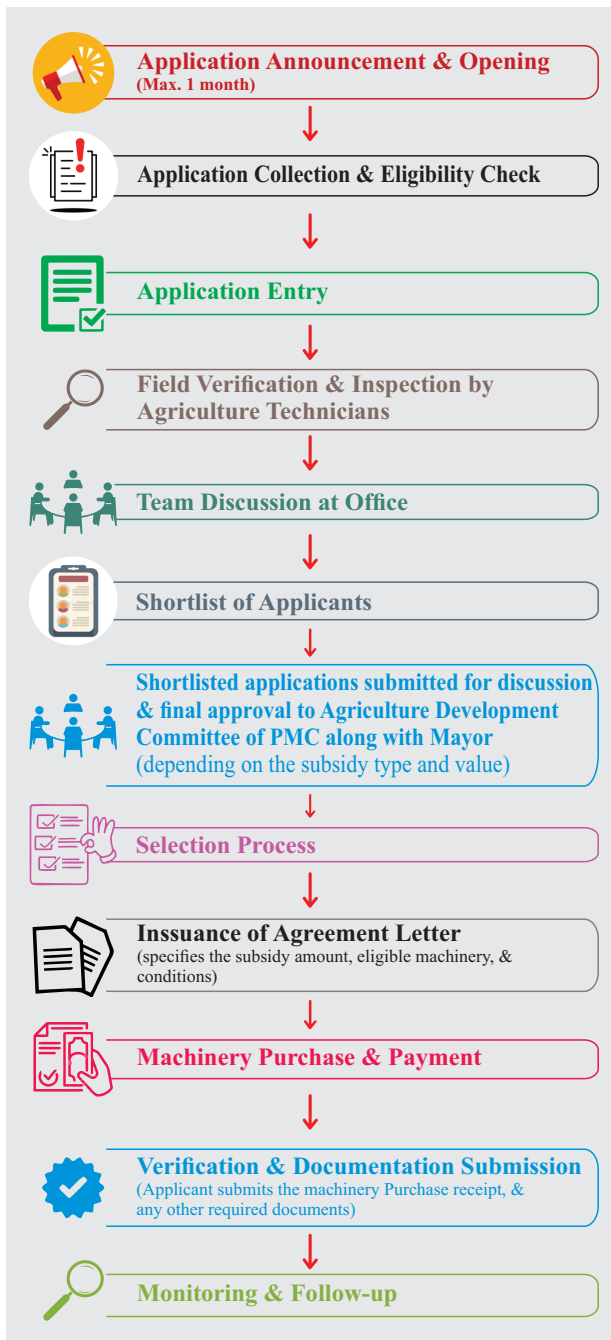 Application Announcement & Opening
(Max. 1 month)
Application Collection & Eligibility Check
Application Entry
Field Verification & Inspection by
Agriculture Technicians
Team Discussion at Office
Shortlist of Applicants
Shortlisted applications submitted for discussion
& final approval to Agriculture Development
Committee of PMC along with Mayor
(depending on the subsidy type and value)
Selection Process
Inssuance of Agreement Letter
(specifies the subsidy amount, eligible machinery, &
conditions)
Machinery Purchase & Payment
Verification & Documentation Submission
(Applicant submits the machinery Purchase receipt, &
any other required documents)
Monitoring & Follow-up